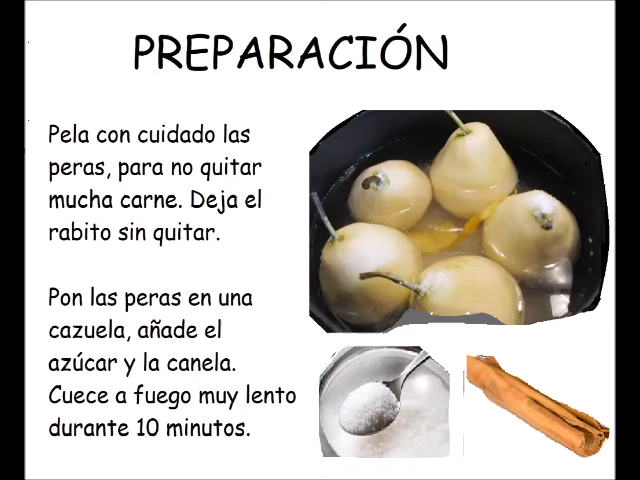 PREPARACIÓN
Pela con cuidado las
peras, para no quitar
mucha carne. Deja el
rabito sin quitar.
Pon las peras en una
cazuela, añade el
azúcar y la canela.
Cuece a fuego muy lento
durante 10 minutos.